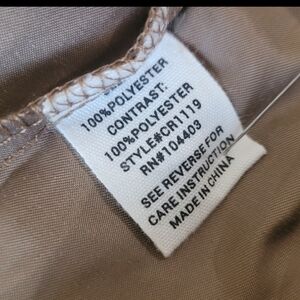 100%POLYESTER
CONTRAST:
100%POLYESTER
STYLE#CR1119
RN#104403
SEE REVERSE FOR
CARE INSTRUCTION
MADE IN CHINA